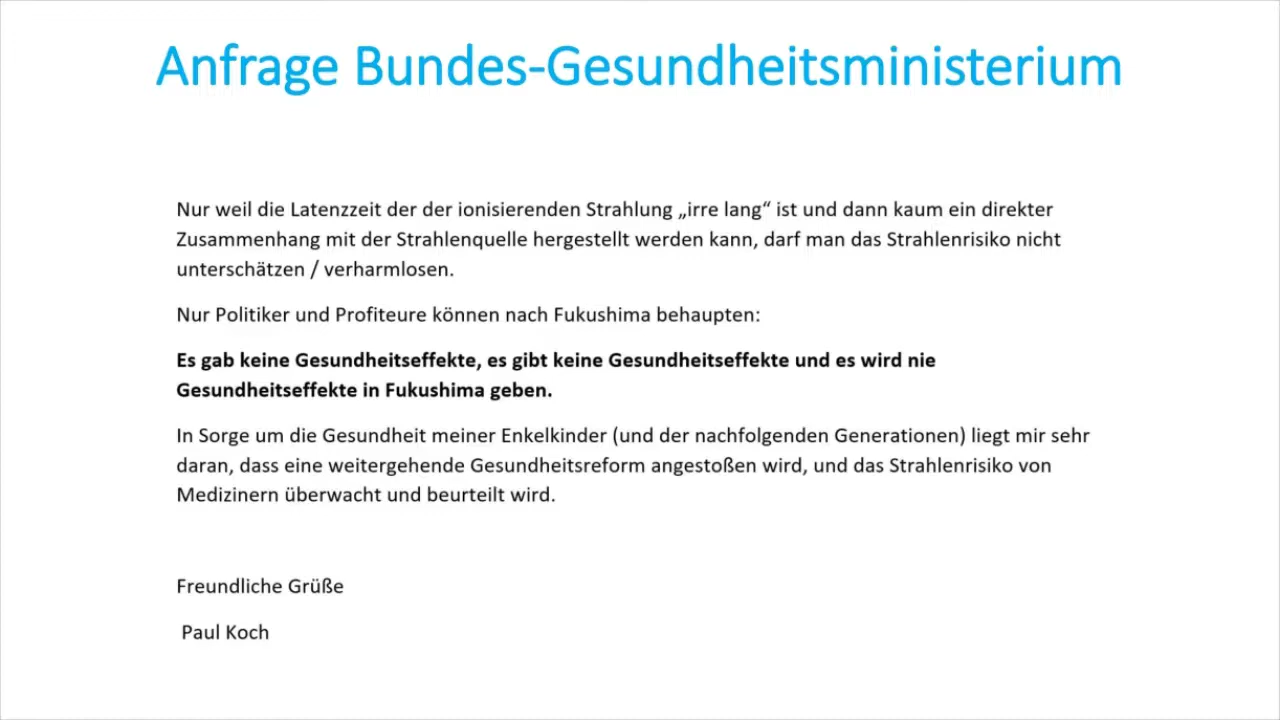 Anfrage Bundes-Gesundheitsministerium
Nur weil die Latenzzeit der der ionisierenden Strahlung „irre lang“ ist und dann kaum ein direkter
Zusammenhang mit der Strahlenquelle hergestellt werden kann, darf man das Strahlenrisiko nicht
unterschätzen / verharmlosen.
Nur Politiker und Profiteure können nach Fukushima behaupten:
Es gab keine Gesundheitseffekte, es gibt keine Gesundheitseffekte und es wird nie
Gesundheitseffekte in Fukushima geben.
In Sorge um die Gesundheit meiner Enkelkinder (und der nachfolgenden Generationen) liegt mir sehr
daran, dass eine weitergehende Gesundheitsreform angestoßen wird, und das Strahlenrisiko von
Medizinern überwacht und beurteilt wird.
Freundliche Grüße
Paul Koch